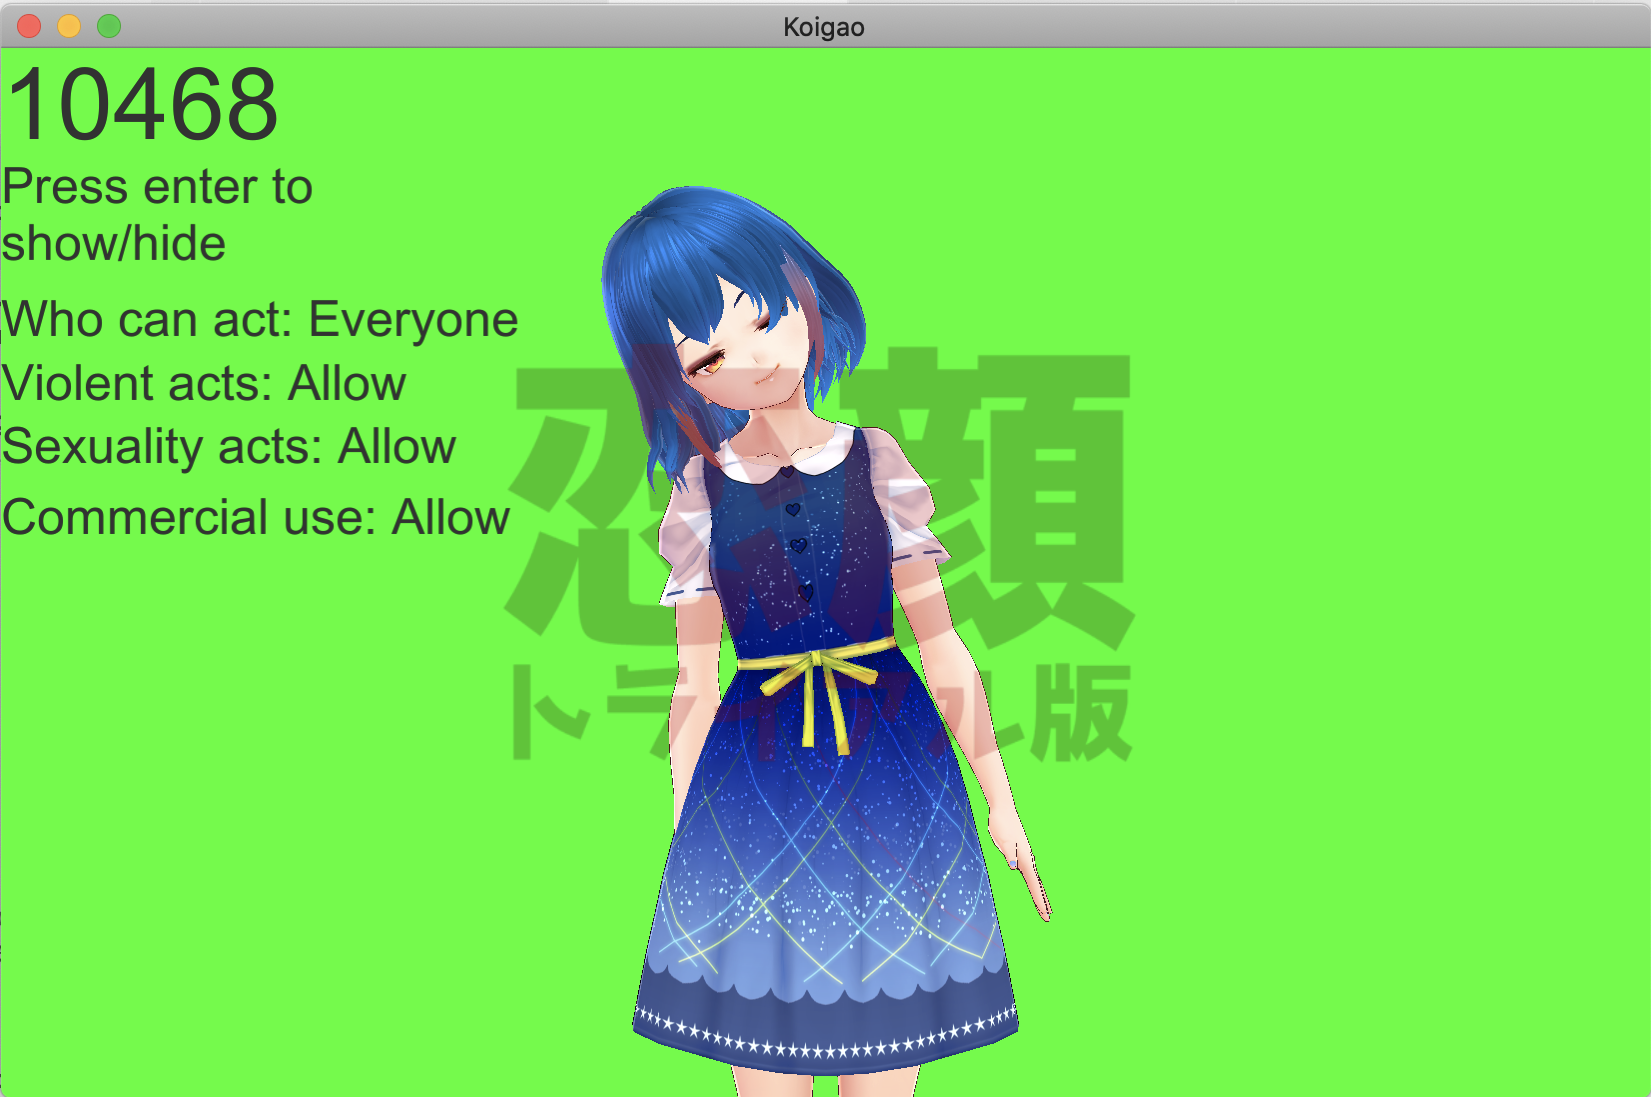 Koigao
10468
Press enter to
show/hide
Who can act: Everyone
Violent acts: Allow
Sexuality acts: Allow
Commercial use: Allow
忍顔
トライアル版